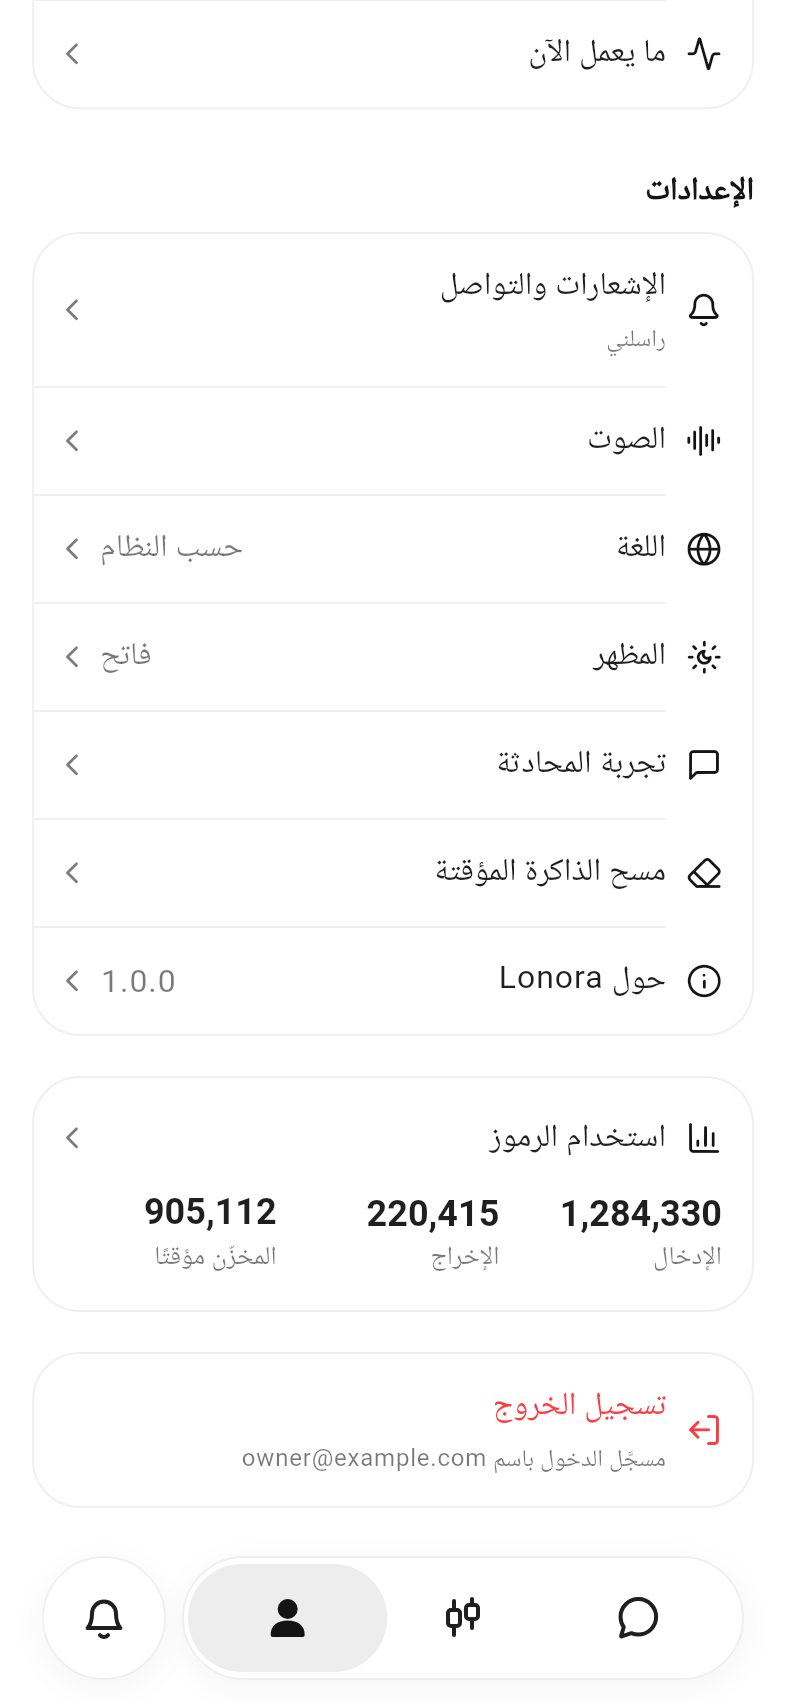 ما يعمل الآن
الإعدادات
الإشعارات والتواصل
راسلني
الصوت
اللغة
حسب النظام
المظهر
فاتح
تجربة المحادثة
مسح الذاكرة المؤقتة
حول Lonora
1.0.0
استخدام الرموز
1,284,330 220,415 905,112
الإدخال الإخراج المخزّن مؤقتًا
تسجيل الخروج
مسجَّل الدخول باسم owner@example.com